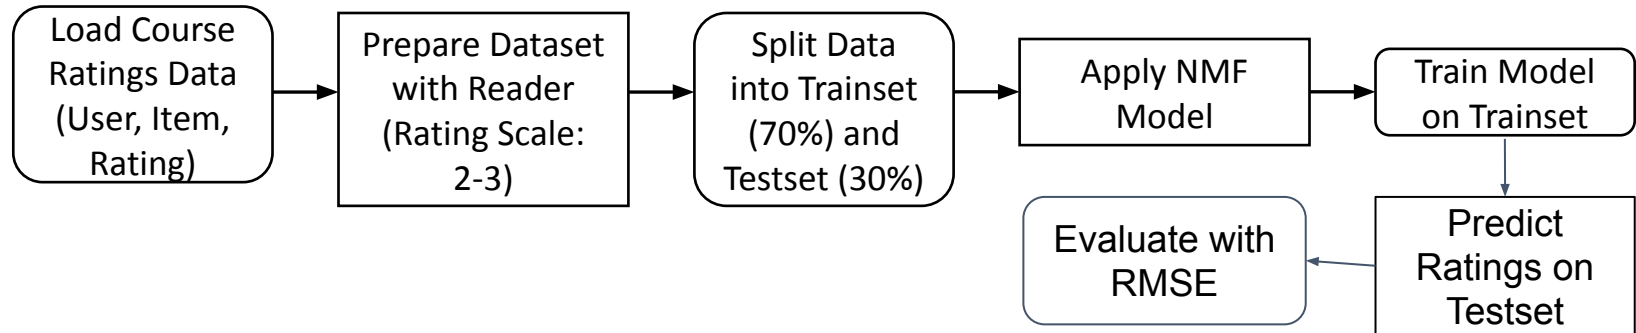 Load Course
Ratings Data
(User, Item,
Rating)
Prepare Dataset
with Reader
(Rating Scale:
2-3)
Split Data
into Trainset
(70%) and
Testset (30%)
Apply NMF
Model
Train Model
on Trainset
Predict
Ratings on
Testset
Evaluate with
RMSE